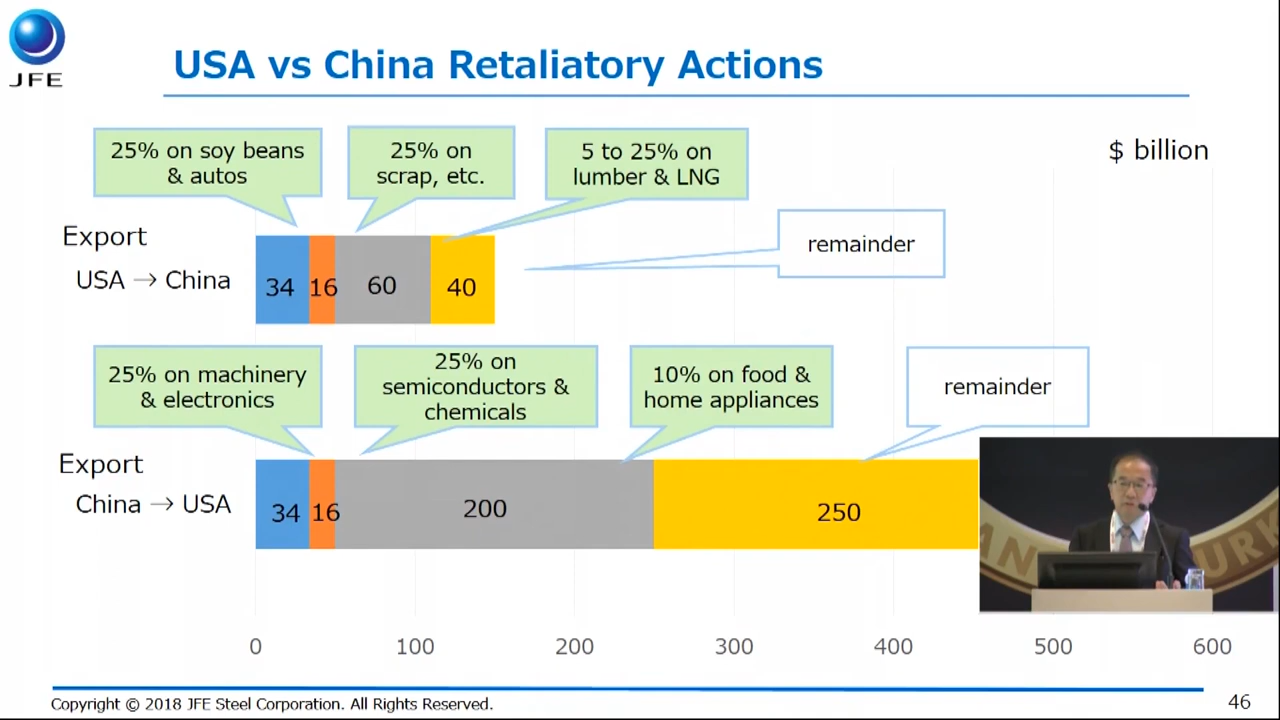 JFE
USA vs China Retaliatory Actions
$ billion
25% on soy beans
& autos
25% on
scrap, etc.
5 to 25% on
lumber & LNG
remainder
Export
USA → China
34
16
60
40
25% on machinery
& electronics
25% on
semiconductors &
chemicals
10% on food &
home appliances
remainder
Export
China → USA
34
16
200
250
AN
URK
0
100
200
300
400
500
600
Copyright © 2018 JFE Steel Corporation. All Rights Reserved.
46